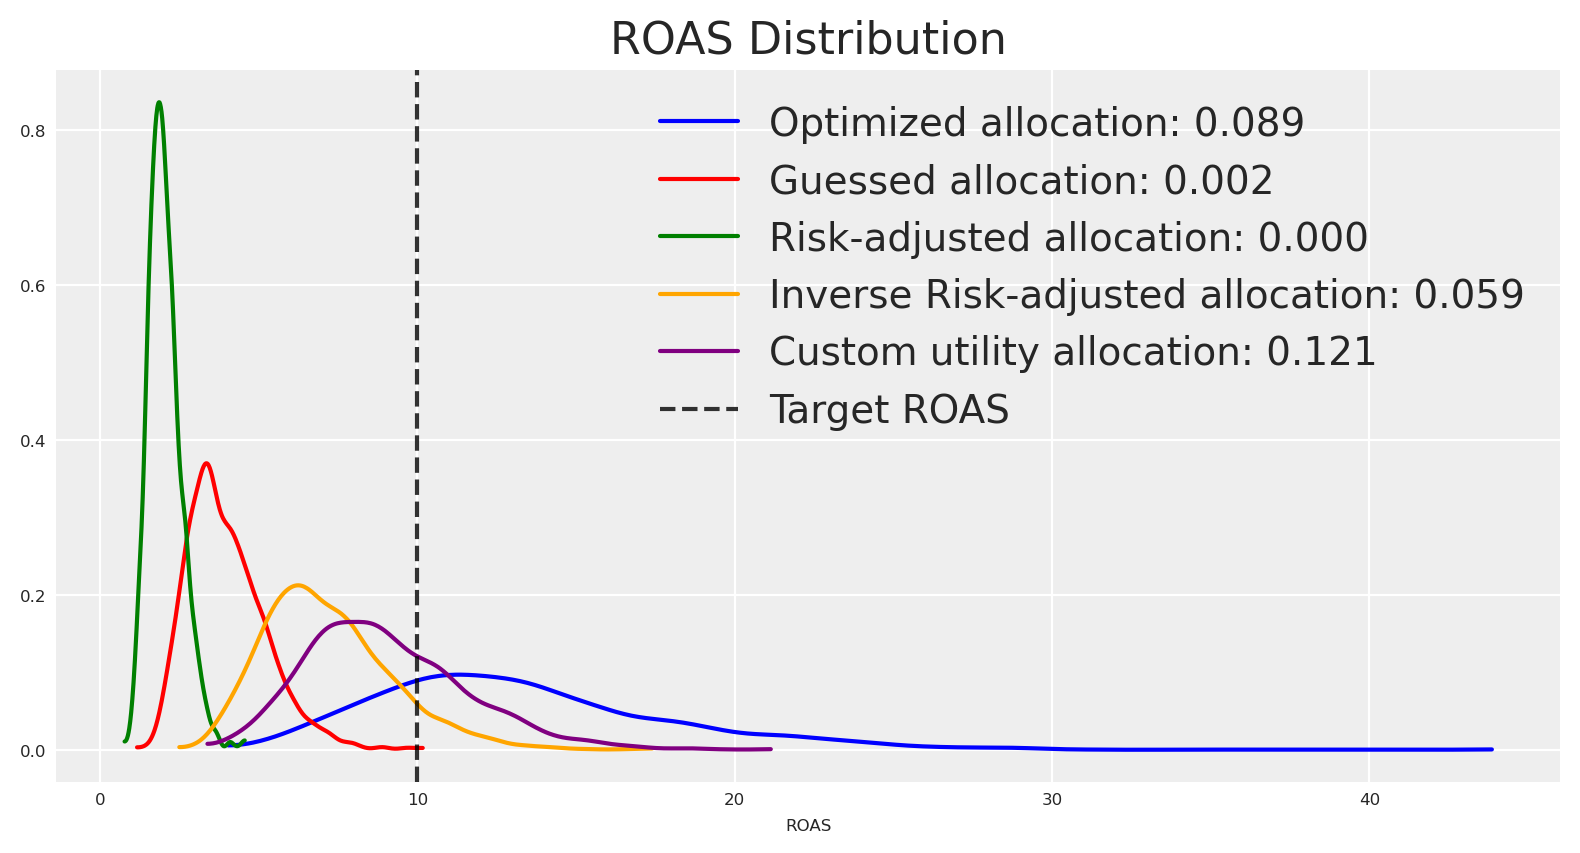 ROAS Distribution
Optimized allocation: 0.089
Guessed allocation: 0.002
Risk-adjusted allocation: 0.000
Inverse Risk-adjusted allocation: 0.059
Custom utility allocation: 0.121
Target ROAS
0.8
0.6
0.4
0.2
0.0
0 10 20 30 40
ROAS